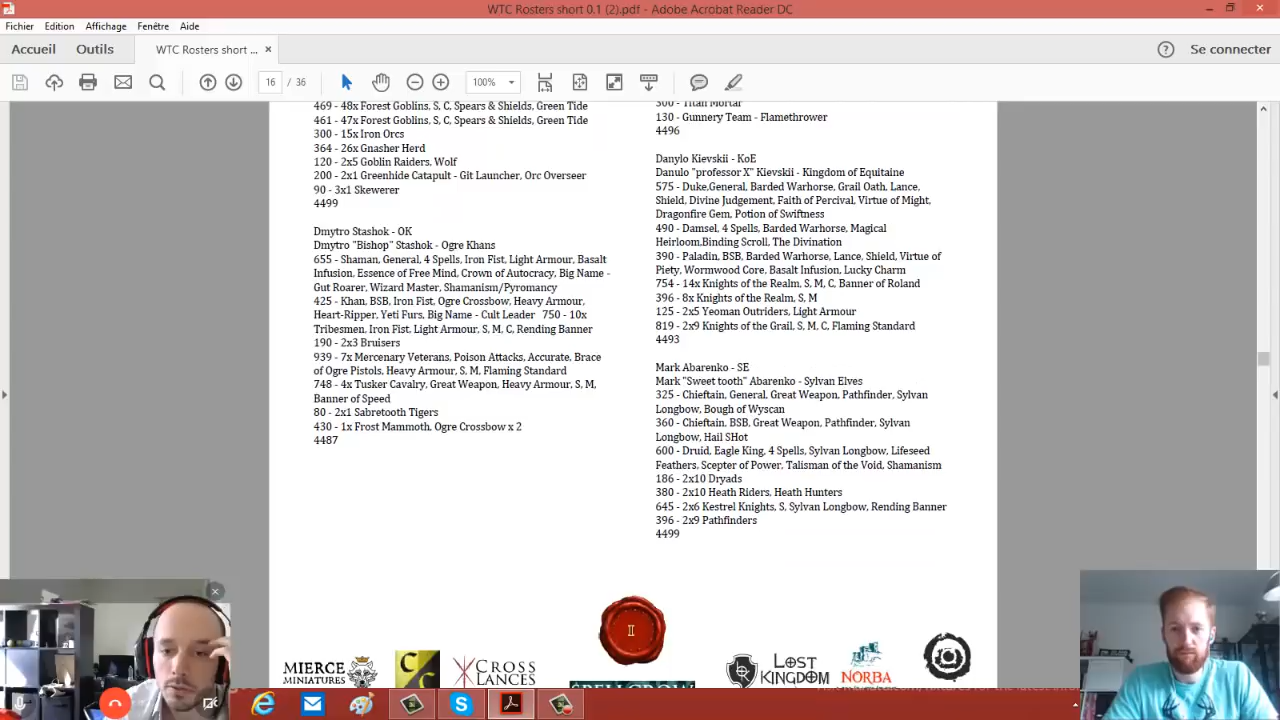 WTC Rosters short 0.1 (2).pdf - Adobe Acrobat Reader DC
Fichier Edition Affichage Fenêtre Aide
Accueil Outils WTC Rosters short ... × Se connecter
16 / 36 100%
469 - 48x Forest Goblins, S, C, Spears & Shields, Green Tide
461 - 47x Forest Goblins, S, C, Spears & Shields, Green Tide
300 - 15x Iron Orcs
364 - 26x Gnasher Herd
120 - 2x5 Goblin Raiders, Wolf
200 - 2x1 Greenhide Catapult - Git Launcher, Orc Overseer
90 - 3x1 Skewerer
4499
Dmytro Stashok - OK
Dmytro "Bishop" Stashok - Ogre Khans
655 - Shaman, General, 4 Spells, Iron Fist, Light Armour, Basalt
Infusion, Essence of Free Mind, Crown of Autocracy, Big Name -
Gut Roarer, Wizard Master, Shamanism/Pyromancy
425 - Khan, BSB, Iron Fist, Ogre Crossbow, Heavy Armour,
Heart-Ripper, Yeti Furs, Big Name - Cult Leader 750 - 10x
Tribesmen, Iron Fist, Light Armour, S, M, C, Rending Banner
190 - 2x3 Bruisers
939 - 7x Mercenary Veterans, Poison Attacks, Accurate, Brace
of Ogre Pistols, Heavy Armour, S, M, Flaming Standard
748 - 4x Tusker Cavalry, Great Weapon, Heavy Armour, S, M,
Banner of Speed
80 - 2x1 Sabretooth Tigers
430 - 1x Frost Mammoth, Ogre Crossbow x 2
4487
300 - Titan Mortar
130 - Gunnery Team - Flamethrower
4496
Danylo Kievskii - KoE
Danulo "professor X" Kievskii - Kingdom of Equitaine
575 - Duke,General, Barded Warhorse, Grail Oath, Lance,
Shield, Divine Judgement, Faith of Percival, Virtue of Might,
Dragonfire Gem, Potion of Swiftness
490 - Damsel, 4 Spells, Barded Warhorse, Magical
Heirloom,Binding Scroll, The Divination
390 - Paladin, BSB, Barded Warhorse, Lance, Shield, Virtue of
Piety, Wormwood Core, Basalt Infusion, Lucky Charm
754 - 14x Knights of the Realm, S, M, C, Banner of Roland
396 - 8x Knights of the Realm, S, M
125 - 2x5 Yeoman Outriders, Light Armour
819 - 2x9 Knights of the Grail, S, M, C, Flaming Standard
4493
Mark Abarenko - SE
Mark "Sweet tooth" Abarenko - Sylvan Elves
325 - Chieftain, General, Great Weapon, Pathfinder, Sylvan
Longbow, Bough of Wyscan
360 - Chieftain, BSB, Great Weapon, Pathfinder, Sylvan
Longbow, Hail SHot
600 - Druid, Eagle King, 4 Spells, Sylvan Longbow, Lifeseed
Feathers, Scepter of Power, Talisman of the Void, Shamanism
186 - 2x10 Dryads
380 - 2x10 Heath Riders, Heath Hunters
645 - 2x6 Kestrel Knights, S, Sylvan Longbow, Rending Banner
396 - 2x9 Pathfinders
4499
MIERCE
MINIATURES
CROSS
LANCES
SPELLCROW
LOST
KINGDOM
NORBA